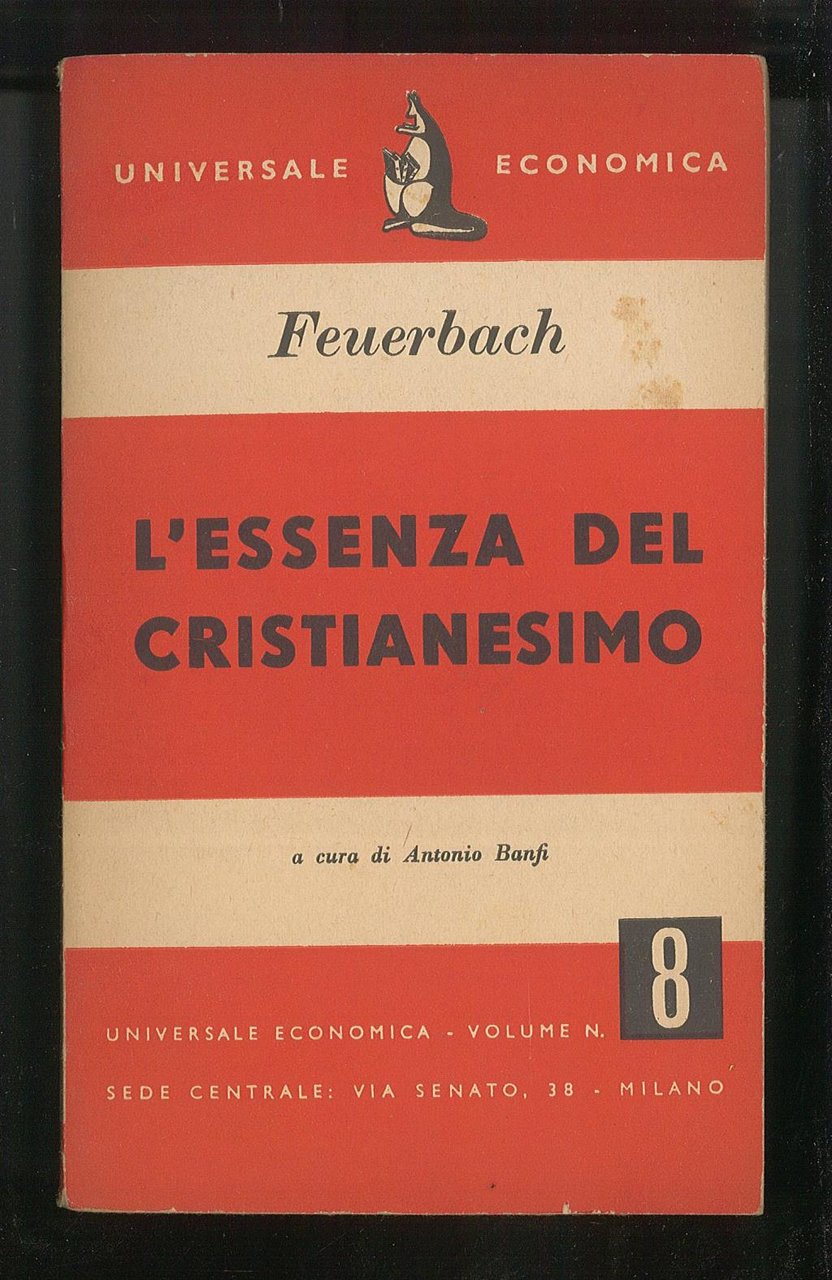 UNIVERSALE ECONOMICA
Feuerbach
L'ESSENZA DEL
CRISTIANESIMO
a cura di Antonio Banfi
8
UNIVERSALE ECONOMICA - VOLUME N.
SEDE CENTRALE: VIA SENATO, 38 - MILANO